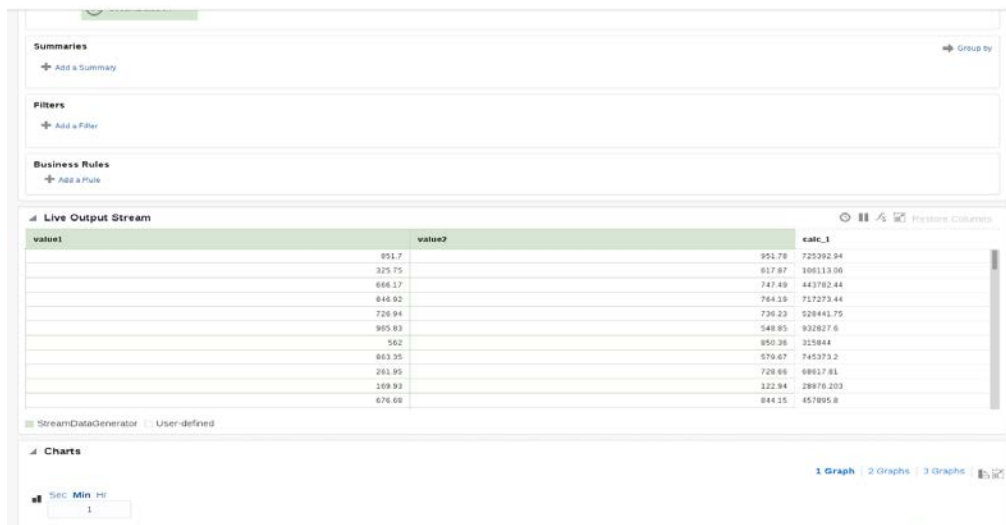 Summaries
Group by
Add a Summary
Filters
Add a Filter
Business Rules
Add a Rule
Live Output Stream
Restore Columns
value1 value2 calc_1
851.7 951.78 725392.94
325.75 617.87 106113.06
666.17 747.49 443782.44
846.92 764.19 717273.44
726.94 736.23 528441.75
965.83 548.85 932827.6
562 850.36 315844
863.35 579.67 745373.2
261.95 728.66 68617.81
169.93 122.94 28876.203
676.68 844.15 457895.8
StreamDataGenerator User-defined
Charts
1 Graph 2 Graphs 3 Graphs
Sec Min Hr
1